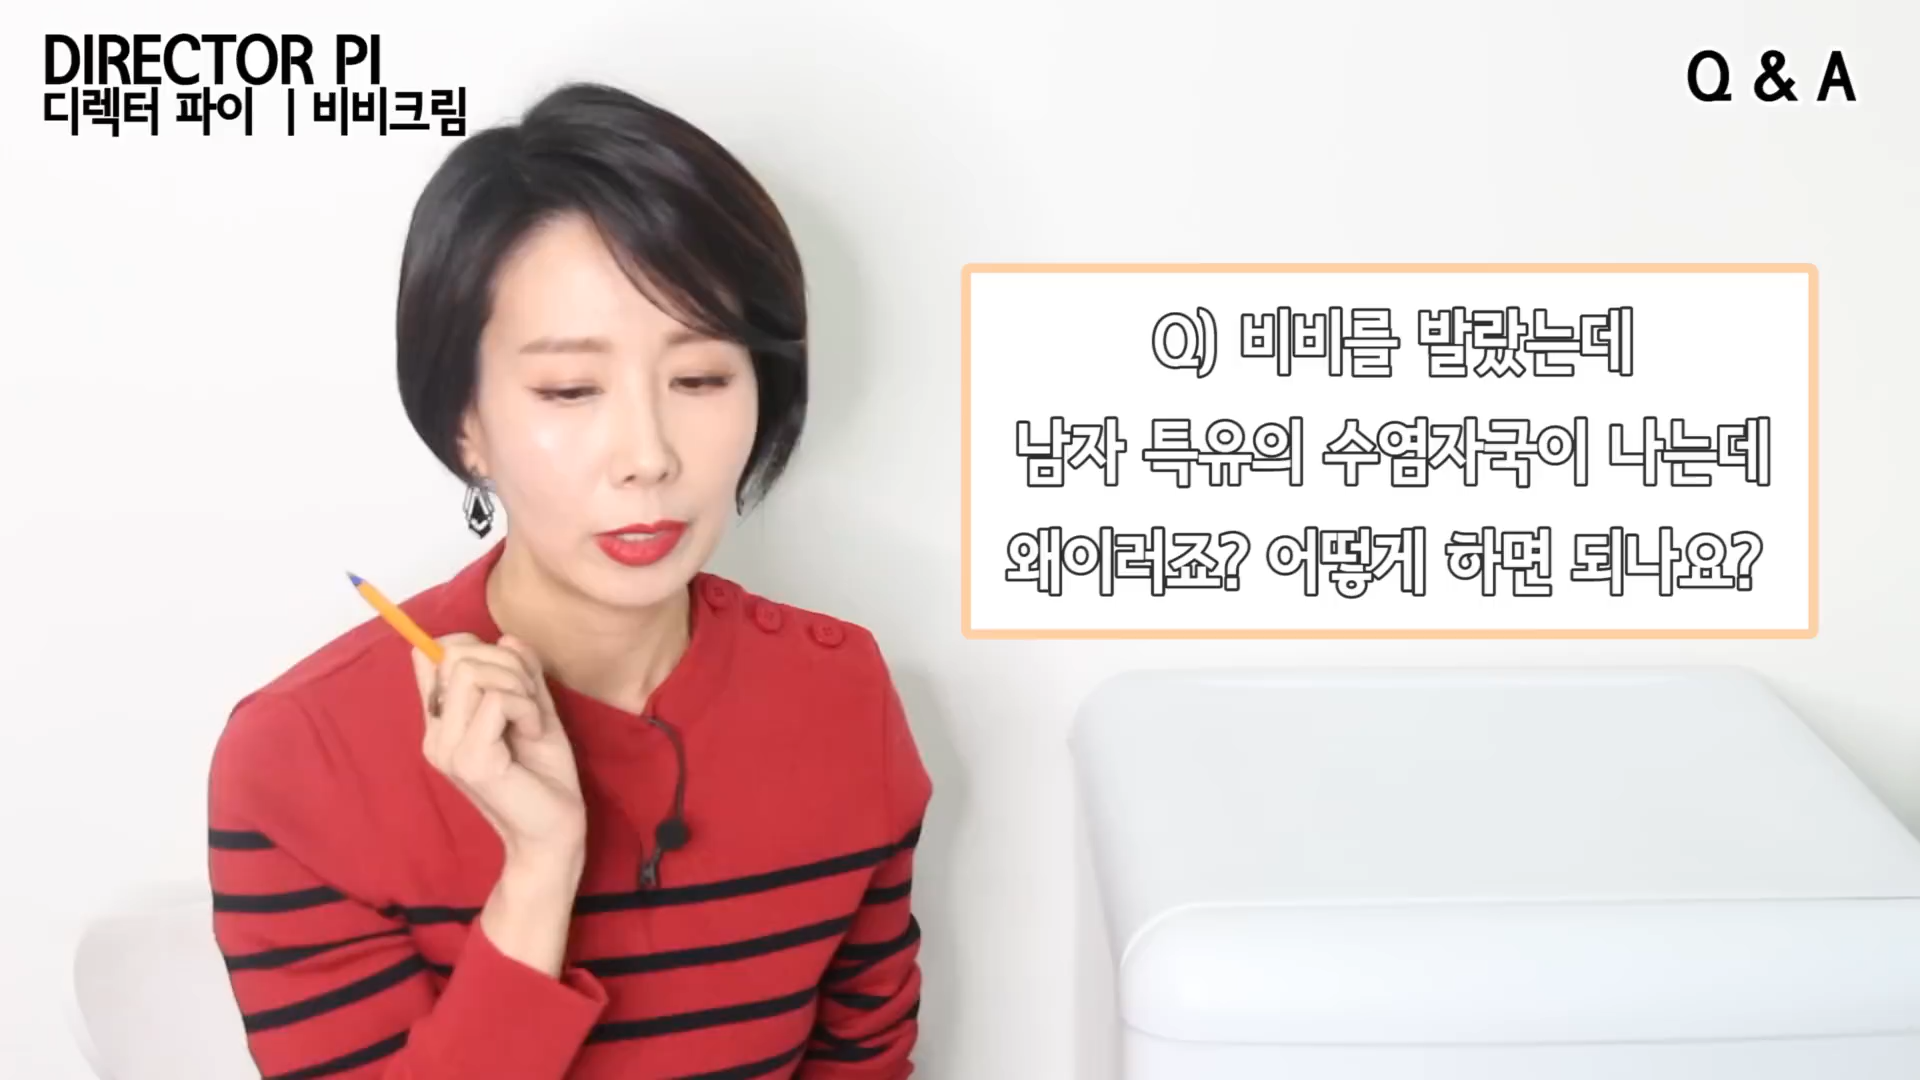 DIRECTOR PI
디렉터 파이 | 비비크림
Q & A
Q) 비비를 발랐는데
남자 특유의 수염자국이 나는데
왜이러죠? 어떻게 하면 되나요?